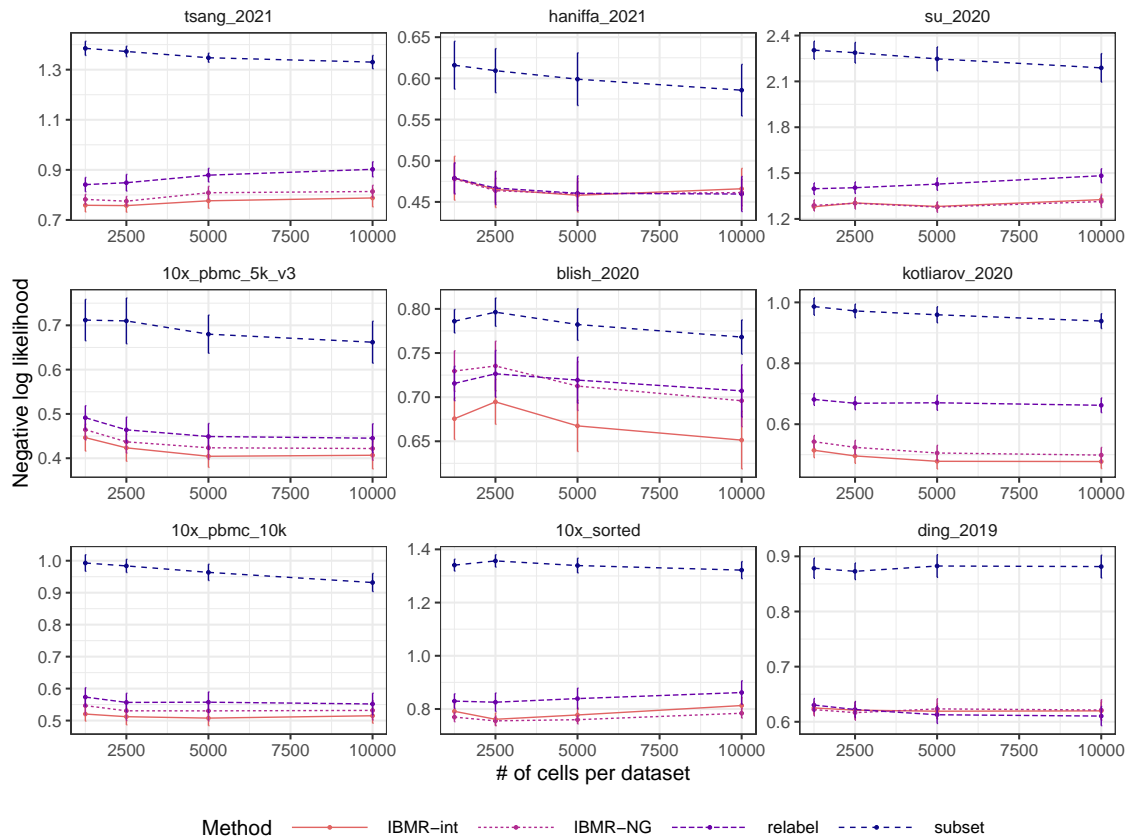 tsang_2021 haniffa_2021 su_2020
1.3
1.1
0.9
0.7
2500 5000 7500 10000
0.65
0.60
0.55
0.50
0.45
2500 5000 7500 10000
2.4
2.1
1.8
1.5
1.2
2500 5000 7500 10000
10x_pbmc_5k_v3 blish_2020 kotliarov_2020
Negative log likelihood
0.7
0.6
0.5
0.4
2500 5000 7500 10000
0.80
0.75
0.70
0.65
2500 5000 7500 10000
1.0
0.8
0.6
2500 5000 7500 10000
10x_pbmc_10k 10x_sorted ding_2019
1.0
0.9
0.8
0.7
0.6
0.5
2500 5000 7500 10000
1.4
1.2
1.0
0.8
2500 5000 7500 10000
0.9
0.8
0.7
0.6
2500 5000 7500 10000
# of cells per dataset
Method IBMR−int IBMR−NG relabel subset